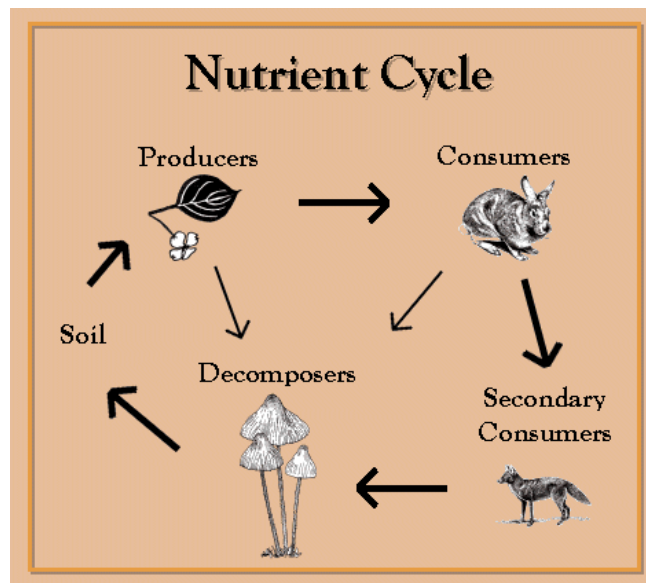 Nutrient Cycle
Producers
Consumers
Soil
Decomposers
Secondary
Consumers